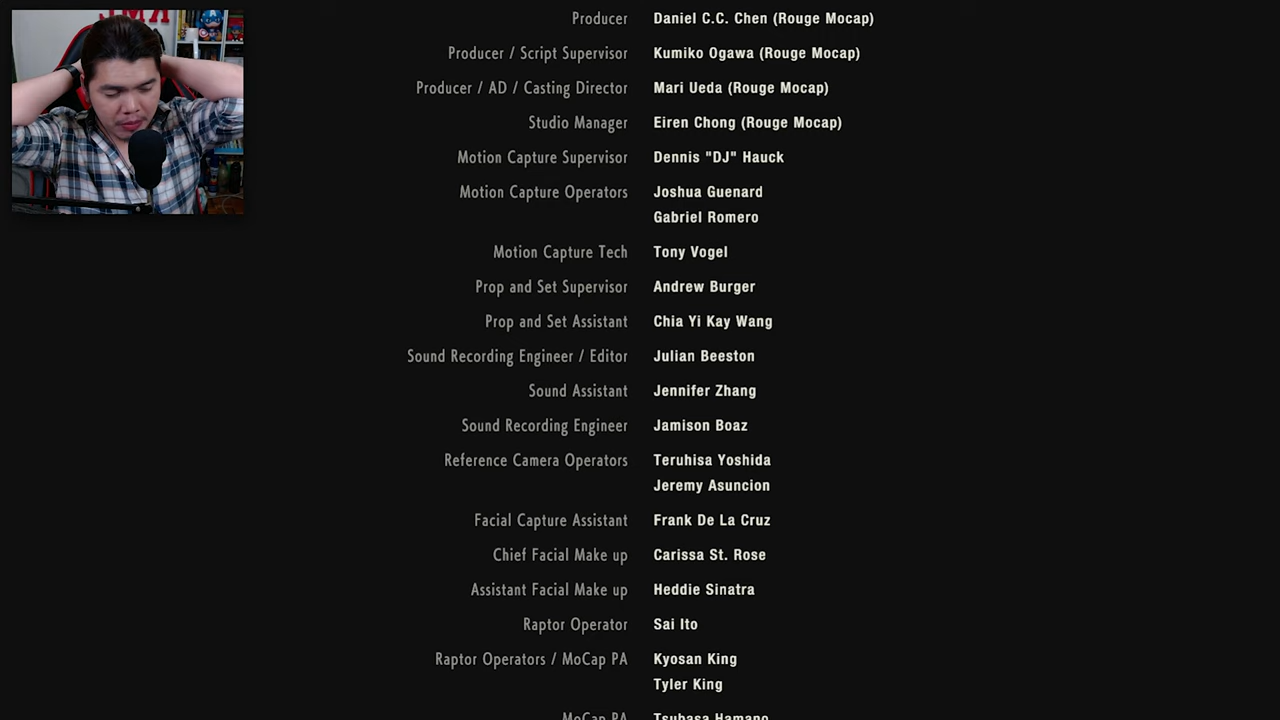 JMK
Producer Daniel C.C. Chen (Rouge Mocap)
Producer / Script Supervisor Kumiko Ogawa (Rouge Mocap)
Producer / AD / Casting Director Mari Ueda (Rouge Mocap)
Studio Manager Eiren Chong (Rouge Mocap)
Motion Capture Supervisor Dennis "DJ" Hauck
Motion Capture Operators Joshua Guenard
Gabriel Romero
Motion Capture Tech Tony Vogel
Prop and Set Supervisor Andrew Burger
Prop and Set Assistant Chia Yi Kay Wang
Sound Recording Engineer / Editor Julian Beeston
Sound Assistant Jennifer Zhang
Sound Recording Engineer Jamison Boaz
Reference Camera Operators Teruhisa Yoshida
Jeremy Asuncion
Facial Capture Assistant Frank De La Cruz
Chief Facial Make up Carissa St. Rose
Assistant Facial Make up Heddie Sinatra
Raptor Operator Sai Ito
Raptor Operators / MoCap PA Kyosan King
Tyler King
MoCap PA Tsubasa Hamano